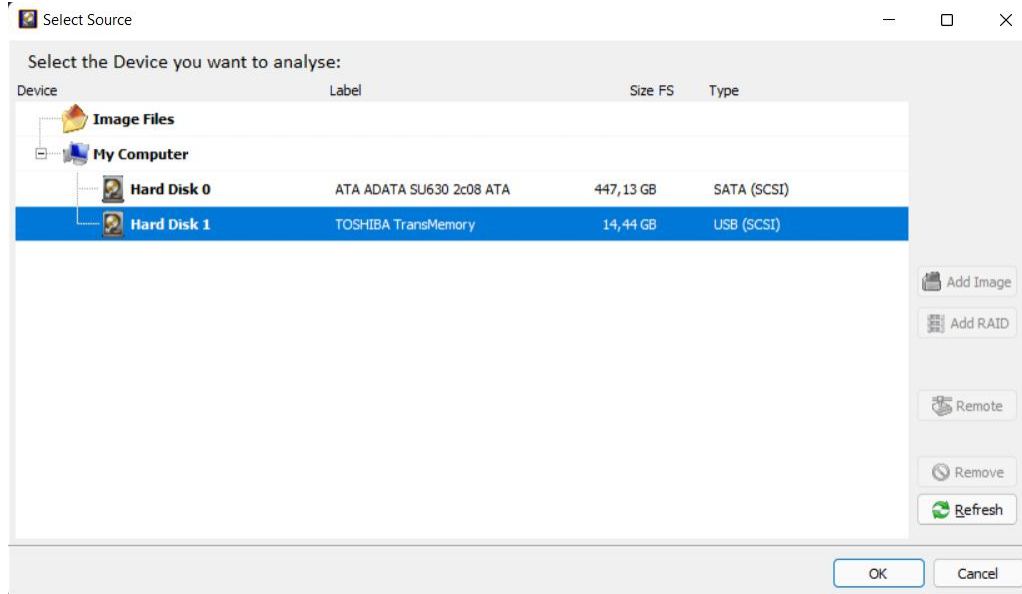 Select Source
Select the Device you want to analyse:
Device Label Size FS Type
Image Files
My Computer
Hard Disk 0 ATA ADATA SU630 2c08 ATA 447,13 GB SATA (SCSI)
Hard Disk 1 TOSHIBA TransMemory 14,44 GB USB (SCSI)
Add Image
Add RAID
Remote
Remove
Refresh
OK Cancel